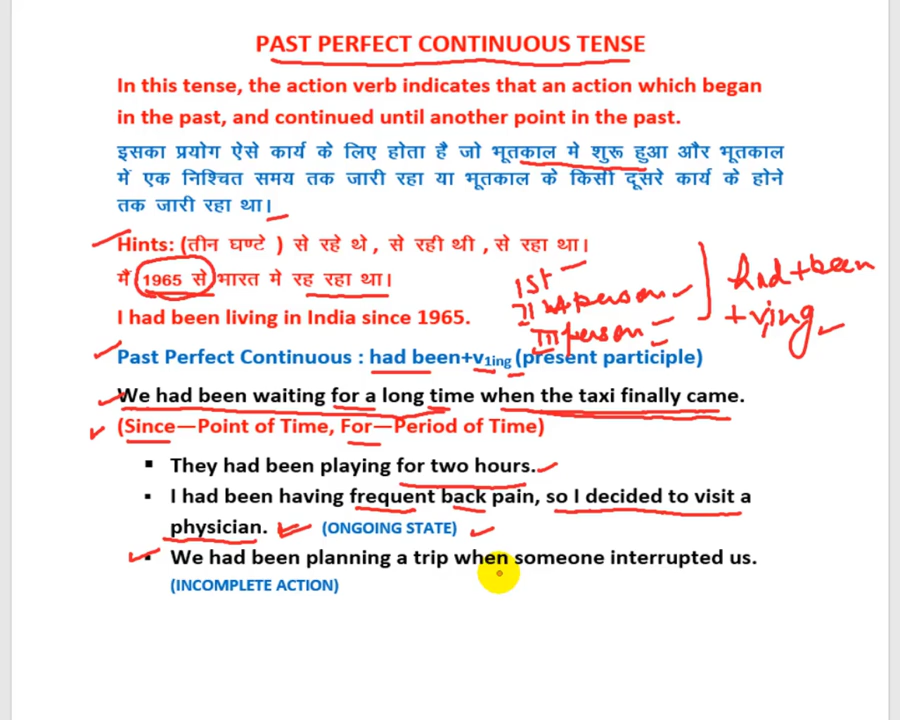 PAST PERFECT CONTINUOUS TENSE
In this tense, the action verb indicates that an action which began
in the past, and continued until another point in the past.
इसका प्रयोग ऐसे कार्य के लिए होता है जो भूतकाल मे शुरू हुआ और भूतकाल
में एक निश्चित समय तक जारी रहा या भूतकाल के किसी दूसरे कार्य के होने
तक जारी रहा था।
Hints: (तीन घण्टे ) से रहे थे , से रही थी , से रहा था।
मैं 1965 से भारत मे रह रहा था।
1st
II person
III person
had+been
+v1ing
I had been living in India since 1965.
Past Perfect Continuous : had been+v1ing (present participle)
We had been waiting for a long time when the taxi finally came.
(Since—Point of Time, For—Period of Time)
▪ They had been playing for two hours.
▪ I had been having frequent back pain, so I decided to visit a
physician. (ONGOING STATE)
▪ We had been planning a trip when someone interrupted us.
(INCOMPLETE ACTION)